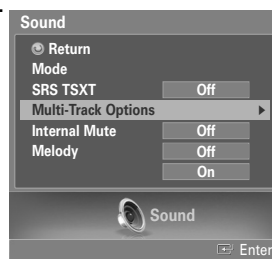 Sound
Return
Mode
SRS TSXT Off
Multi-Track Options
Internal Mute Off
Melody Off
On
Sound
Enter